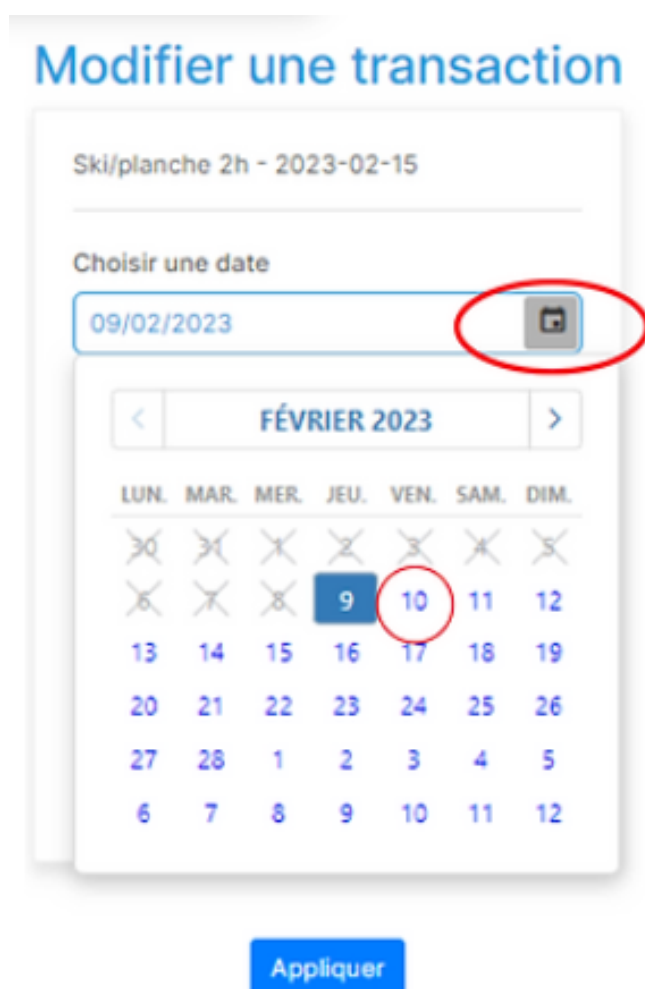 Modifier une transaction
Ski/planche 2h - 2023-02-15
Choisir une date
09/02/2023
< FÉVRIER 2023 >
LUN. MAR. MER. JEU. VEN. SAM. DIM.
30 31 1 2 3 4 5
6 7 8 9 10 11 12
13 14 15 16 17 18 19
20 21 22 23 24 25 26
27 28 1 2 3 4 5
6 7 8 9 10 11 12
Appliquer